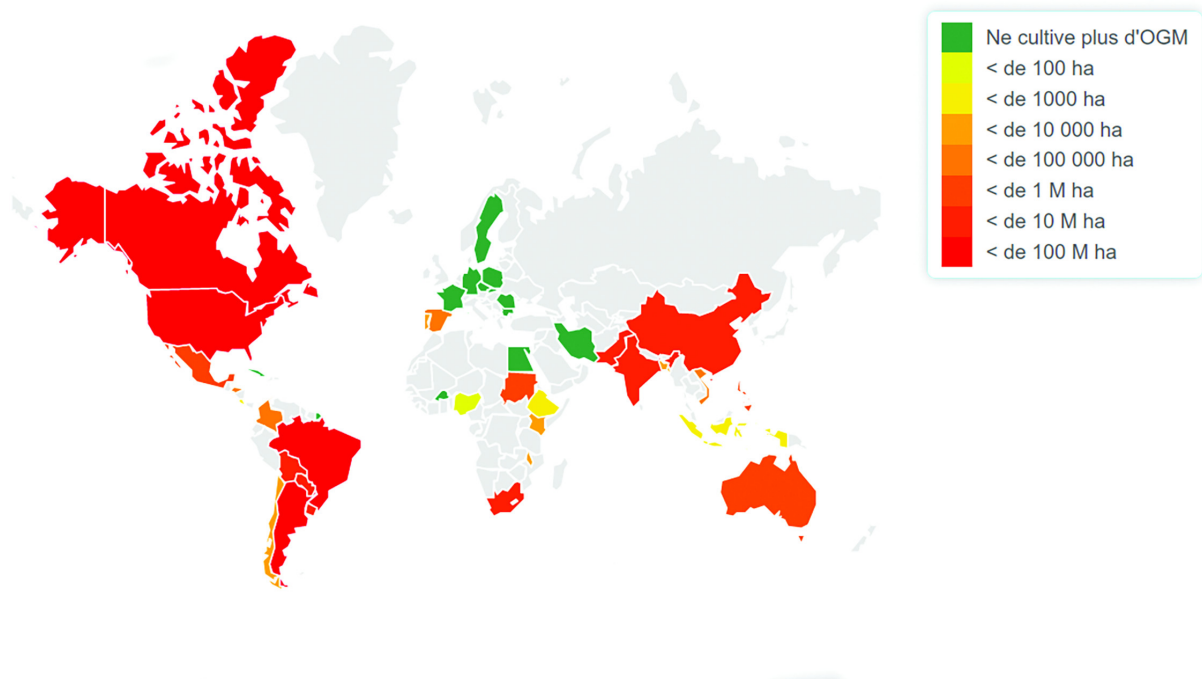 Ne cultive plus d'OGM
< de 100 ha
< de 1000 ha
< de 10 000 ha
< de 100 000 ha
< de 1 M ha
< de 10 M ha
< de 100 M ha